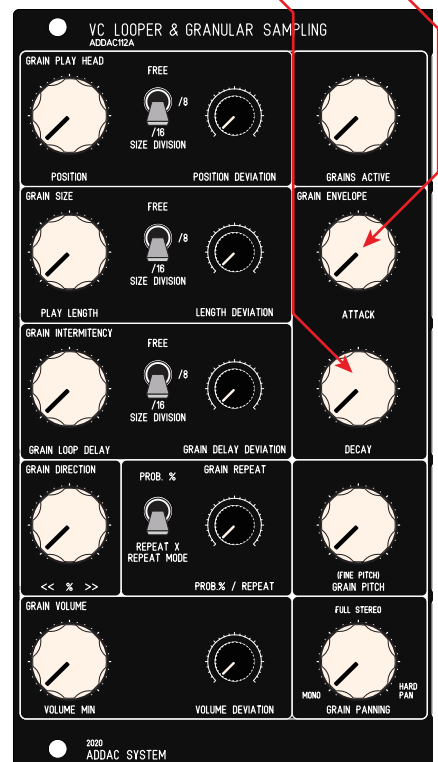 VC LOOPER & GRANULAR SAMPLING
ADDAC112A
GRAIN PLAY HEAD
FREE
/8
/16
SIZE DIVISION
POSITION
POSITION DEVIATION
GRAINS ACTIVE
GRAIN SIZE
FREE
/8
/16
SIZE DIVISION
PLAY LENGTH
LENGTH DEVIATION
GRAIN ENVELOPE
ATTACK
GRAIN INTERMITENCY
FREE
/8
/16
SIZE DIVISION
GRAIN LOOP DELAY
GRAIN DELAY DEVIATION
DECAY
GRAIN DIRECTION
<< % >>
PROB. %
GRAIN REPEAT
REPEAT X
REPEAT MODE
PROB.% / REPEAT
(FINE PITCH)
GRAIN PITCH
GRAIN VOLUME
VOLUME MIN
VOLUME DEVIATION
FULL STEREO
MONO
HARD
PAN
GRAIN PANNING
2020
ADDAC SYSTEM